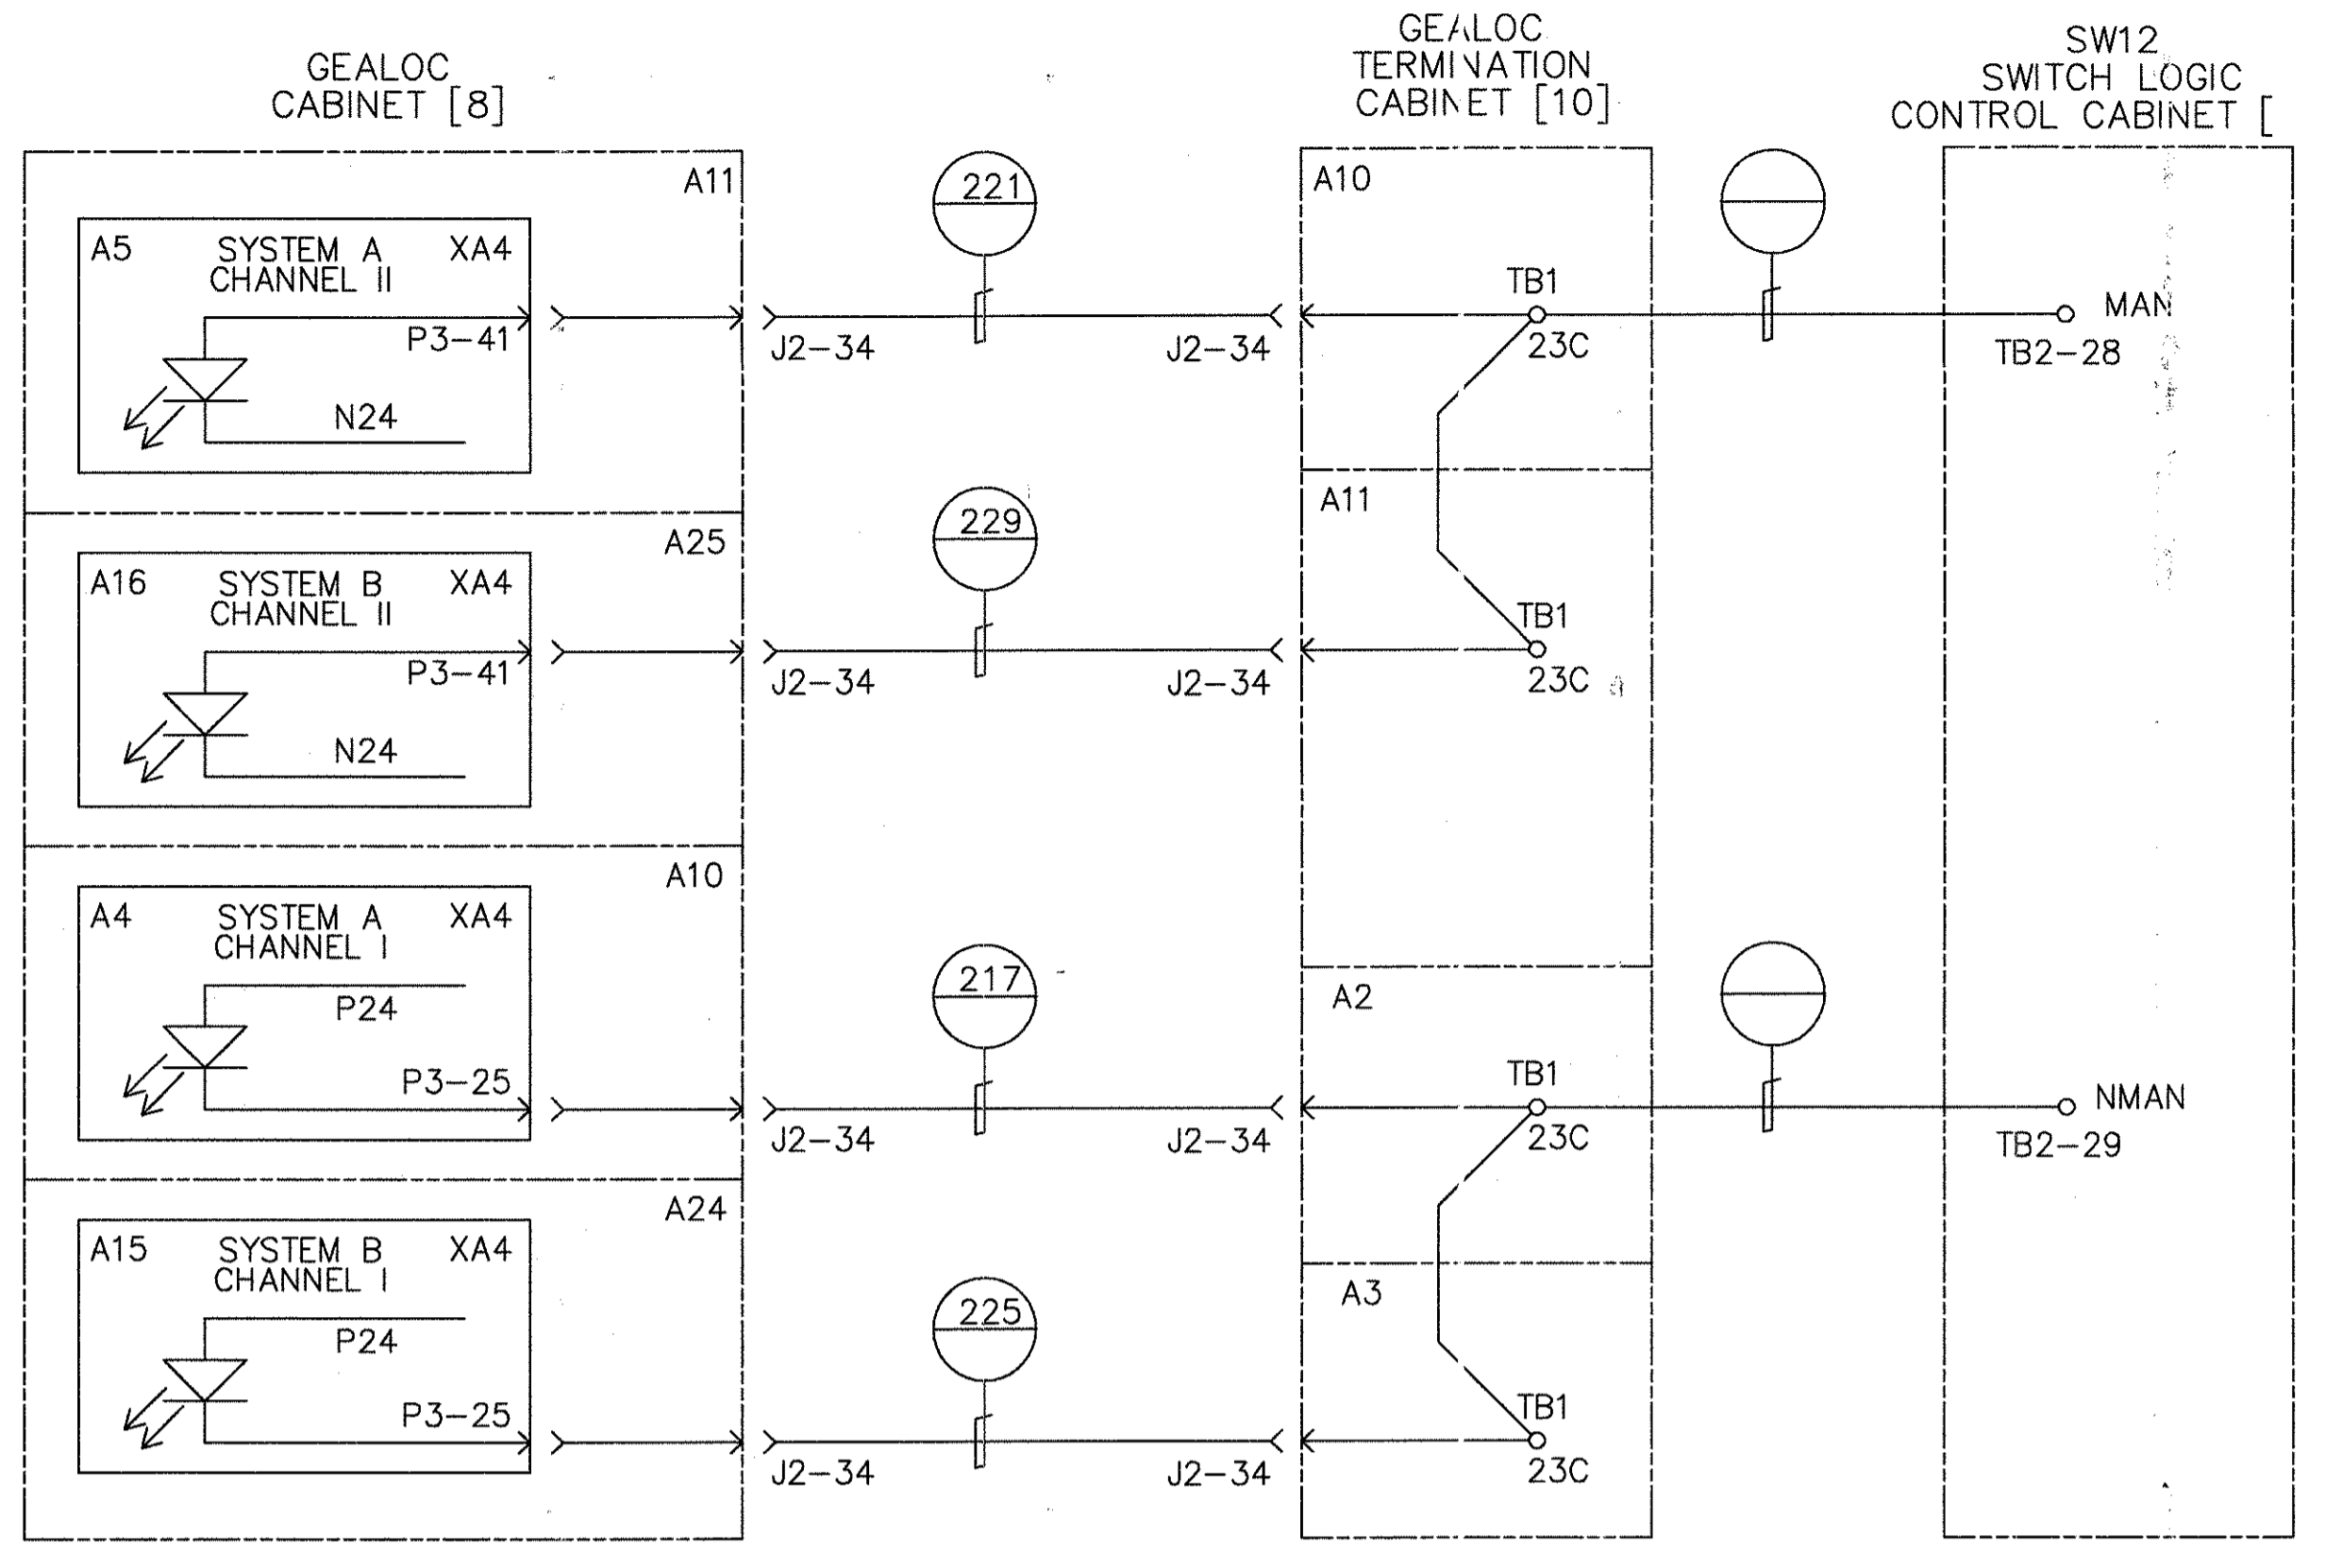 GEALOC
CABINET [8]
GEALOC
TERMINATION
CABINET [10]
SW12
SWITCH LOGIC
CONTROL CABINET [
A11
A5 SYSTEM A XA4
CHANNEL II
P3-41
N24
J2-34
221
J2-34
A10
TB1
23C
MAN
TB2-28
A25
A16 SYSTEM B XA4
CHANNEL II
P3-41
N24
J2-34
229
J2-34
A11
TB1
23C
A10
A4 SYSTEM A XA4
CHANNEL I
P24
P3-25
J2-34
217
J2-34
A2
TB1
23C
NMAN
TB2-29
A24
A15 SYSTEM B XA4
CHANNEL I
P24
P3-25
J2-34
225
J2-34
A3
TB1
23C